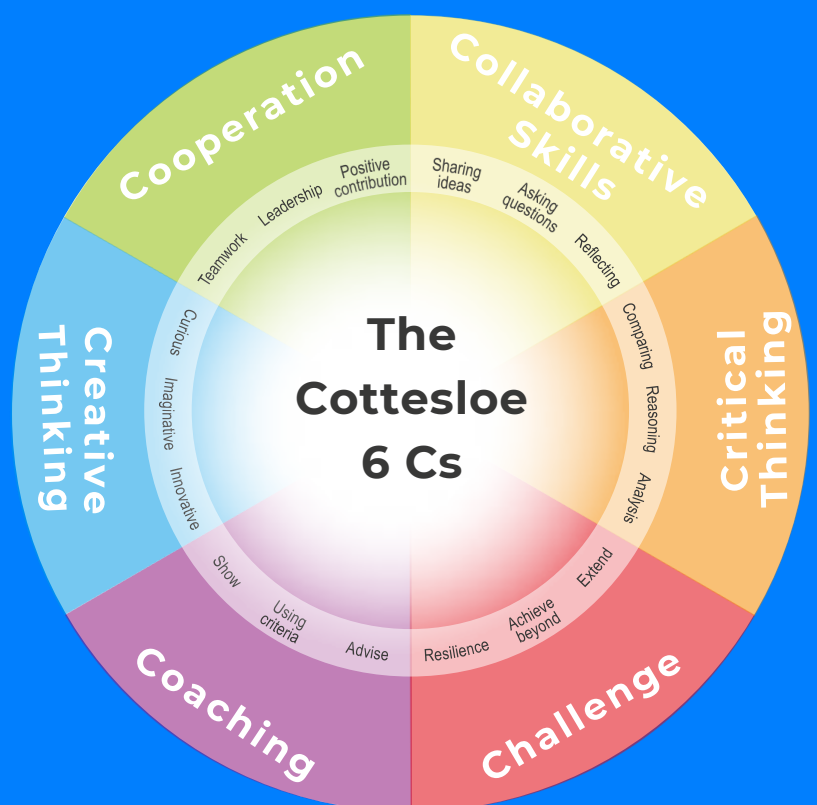 The
Cottesloe
6 Cs
Collaborative
Skills
Sharing
ideas
Asking
questions
Reflecting
Critical
Thinking
Comparing
Reasoning
Analysis
Challenge
Extend
Achieve
beyond
Resilience
Coaching
Advise
Using
criteria
Show
Creative
Thinking
Innovative
Imaginative
Curious
Cooperation
Teamwork
Leadership
Positive
contribution